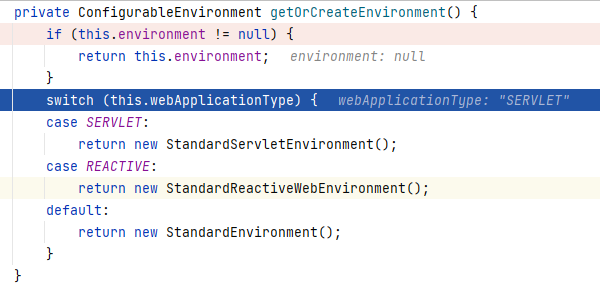 private ConfigurableEnvironment getOrCreateEnvironment() {
if (this.environment != null) {
return this.environment; environment: null
}
switch (this.webApplicationType) { webApplicationType: "SERVLET"
case SERVLET:
return new StandardServletEnvironment();
case REACTIVE:
return new StandardReactiveWebEnvironment();
default:
return new StandardEnvironment();
}
}